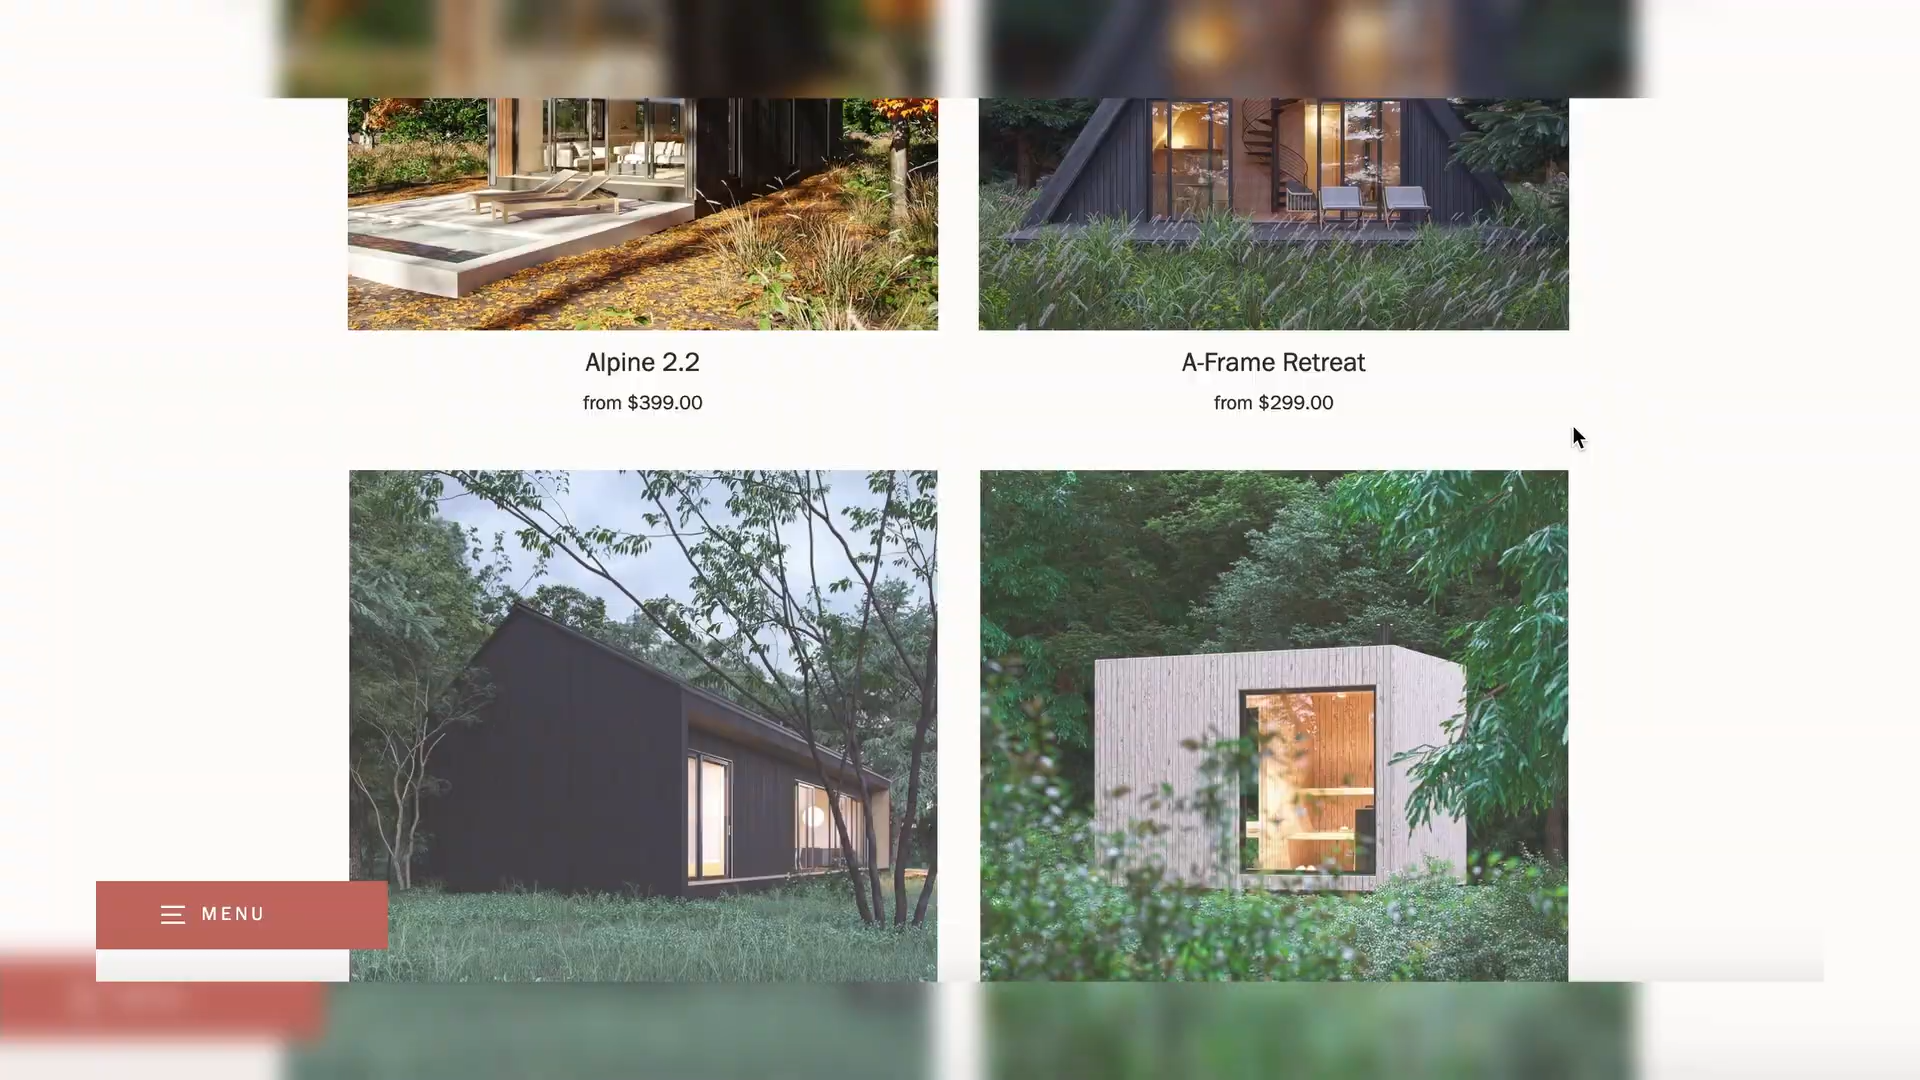 Alpine 2.2
from $399.00
A-Frame Retreat
from $299.00
MENU